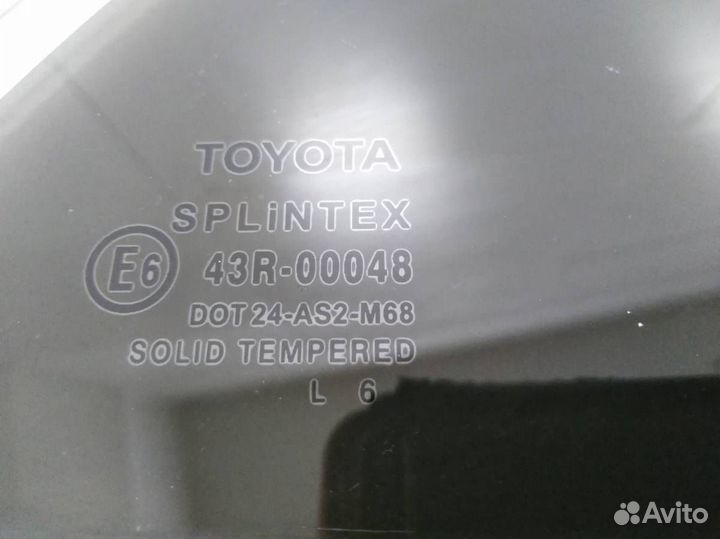 TOYOTA
SPLiNTEX
E6 43R-00048
DOT 24-AS2-M68
SOLID TEMPERED
L 6
Avito